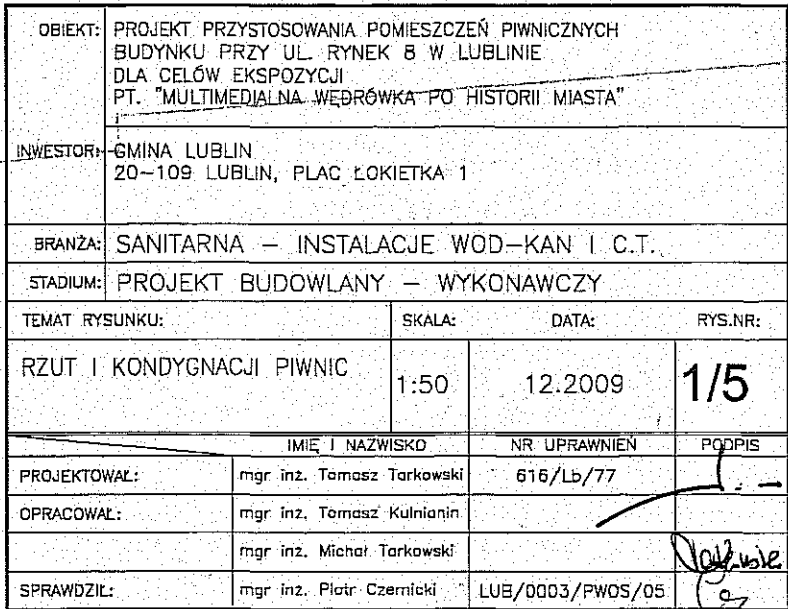 OBIEKT: PROJEKT PRZYSTOSOWANIA POMIESZCZEŃ PIWNICZNYCH
BUDYNKU PRZY UL. RYNEK 8 W LUBLINIE
DLA CELÓW EKSPOZYCJI
PT. "MULTIMEDIALNA WĘDRÓWKA PO HISTORII MIASTA"
INWESTOR: GMINA LUBLIN
20-109 LUBLIN, PLAC ŁOKIETKA 1
BRANŻA: SANITARNA – INSTALACJE WOD-KAN I C.T.
STADIUM: PROJEKT BUDOWLANY – WYKONAWCZY
TEMAT RYSUNKU: SKALA: DATA: RYS.NR:
RZUT I KONDYGNACJI PIWNIC 1:50 12.2009 1/5
IMIĘ I NAZWISKO NR UPRAWNIEŃ PODPIS
PROJEKTOWAŁ: mgr inż. Tomasz Tarkowski 616/Lb/77
OPRACOWAŁ: mgr inż. Tomasz Kulnianin
mgr inż. Michał Tarkowski
SPRAWDZIŁ: mgr inż. Piotr Czernicki LUB/0003/PWOS/05